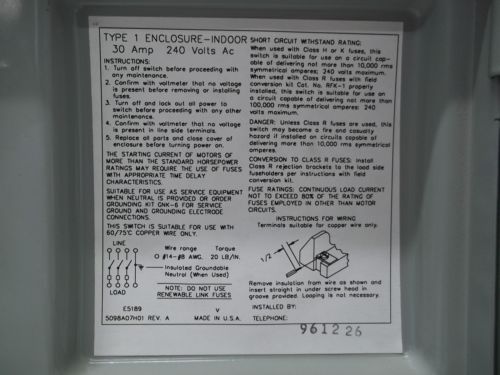 TYPE 1 ENCLOSURE-INDOOR
30 Amp 240 Volts Ac
INSTRUCTIONS:
1. Turn off switch before proceeding with
any maintenance.
2. Confirm with voltmeter that no voltage
is present before removing or installing
fuses.
3. Turn off and lock out all power to
switch before proceeding with any
maintenance.
4. Confirm with voltmeter that no voltage
is present in line side terminals.
5. Replace all parts and close cover of
enclosure before turning power on.
THE STARTING CURRENT OF MOTORS OF
MORE THAN THE STANDARD HORSEPOWER
RATINGS MAY REQUIRE THE USE OF FUSES
WITH APPROPRIATE TIME DELAY
CHARACTERISTICS.
SUITABLE FOR USE AS SERVICE EQUIPMENT
WHEN NEUTRAL IS PROVIDED OR ORDER
GROUNDING KIT GNK-6 FOR SERVICE
GROUND AND GROUNDING ELECTRODE
CONNECTIONS.
THIS SWITCH IS SUITABLE FOR USE WITH
60/75°C COPPER WIRE ONLY.
LINE
Wire range Torque
O #14-#8 AWG. 20 LB/IN.
Insulated Groundable
Neutral (When Used)
LOAD
NOTE: DO NOT USE
RENEWABLE LINK FUSES
E5189 V
5098A07H01 REV. A MADE IN U.S.A.
SHORT CIRCUIT WITHSTAND RATING:
When used with Class H or K fuses, this
switch is suitable for use on a circuit cap-
able of delivering not more than 10,000 rms
symmetrical amperes; 240 volts maximum.
When used with Class R fuses with field
conversion kit Cat. No. RFK-1 properly
installed, this switch is suitable for use on
a circuit capable of delivering not more than
100,000 rms symmetrical amperes: 240
volts maximum.
DANGER: Unless Class R fuses are used, this
switch may become a fire and casualty
hazard if installed on circuits capable of
delivering more than 10,000 rms symmetrical
amperes.
CONVERSION TO CLASS R FUSES: Install
Class R rejection brackets to the load side
fuseholders per instructions with field
conversion kit.
FUSE RATINGS: CONTINUOUS LOAD CURRENT
NOT TO EXCEED 80% OF THE RATING OF
FUSES EMPLOYED IN OTHER THAN MOTOR
CIRCUITS.
INSTRUCTIONS FOR WIRING
Terminals suitable for copper wire only.
1/2
Remove insulation from wire as shown and
insert straight in under screw head in
groove provided. Looping is not necessary.
INSTALLED BY:
TELEPHONE:
961226